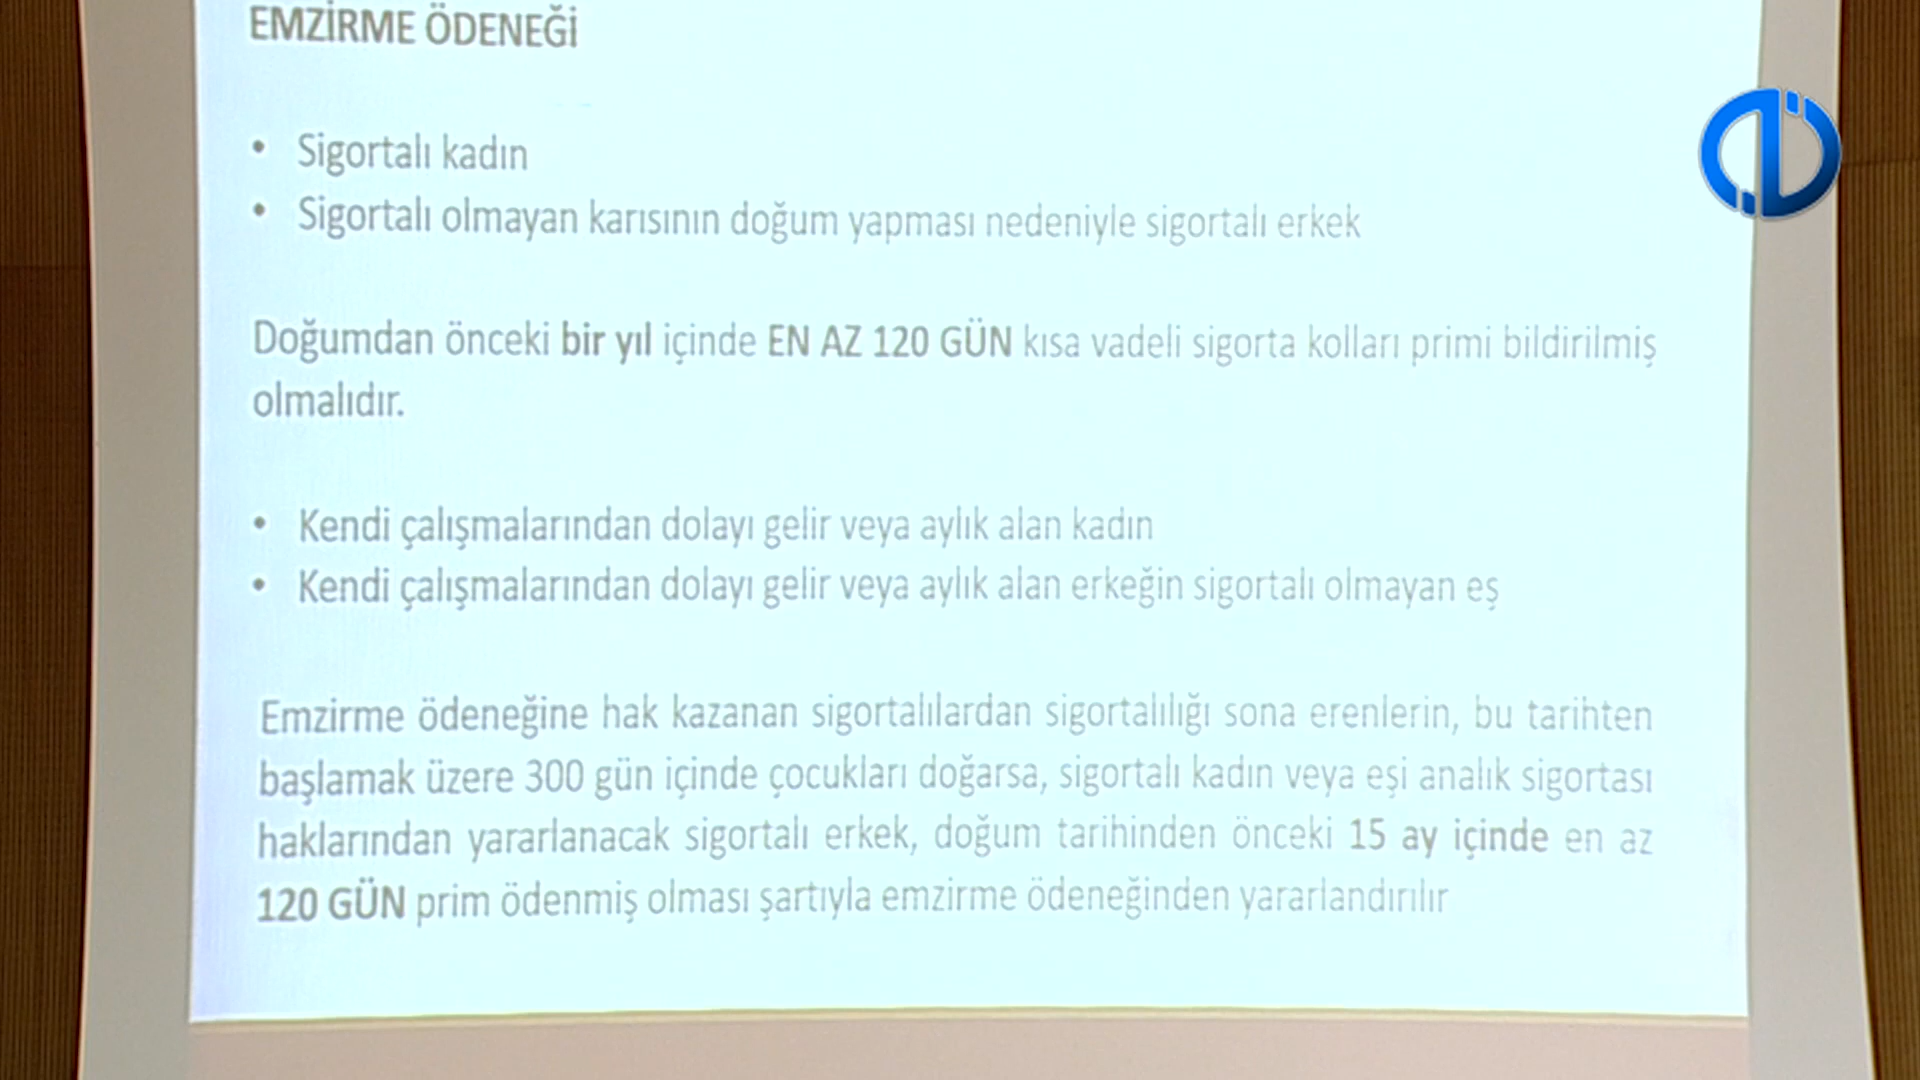 EMZİRME ÖDENEĞİ
• Sigortalı kadın
• Sigortalı olmayan karısının doğum yapması nedeniyle sigortalı erkek
Doğumdan önceki bir yıl içinde EN AZ 120 GÜN kısa vadeli sigorta kolları primi bildirilmiş
olmalıdır.
• Kendi çalışmalarından dolayı gelir veya aylık alan kadın
• Kendi çalışmalarından dolayı gelir veya aylık alan erkeğin sigortalı olmayan eş
Emzirme ödeneğine hak kazanan sigortalılardan sigortalılığı sona erenlerin, bu tarihten
başlamak üzere 300 gün içinde çocukları doğarsa, sigortalı kadın veya eşi analık sigortası
haklarından yararlanacak sigortalı erkek, doğum tarihinden önceki 15 ay içinde en az
120 GÜN prim ödenmiş olması şartıyla emzirme ödeneğinden yararlandırılır